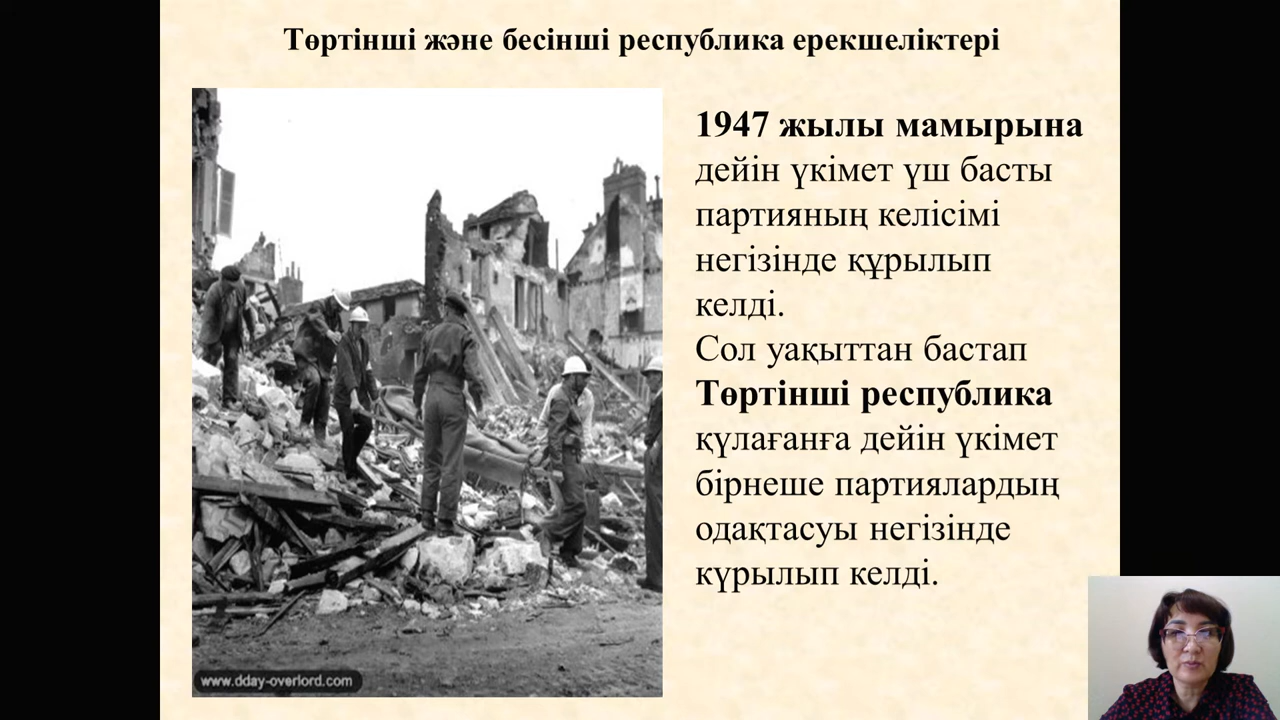 Төртінші және бесінші республика ерекшеліктері
1947 жылы мамырына
дейін үкімет үш басты
партияның келісімі
негізінде құрылып
келді.
Сол уақыттан бастап
Төртінші республика
құлағанға дейін үкімет
бірнеше партиялардың
одақтасуы негізінде
күрылып келді.
www.dday-overlord.com